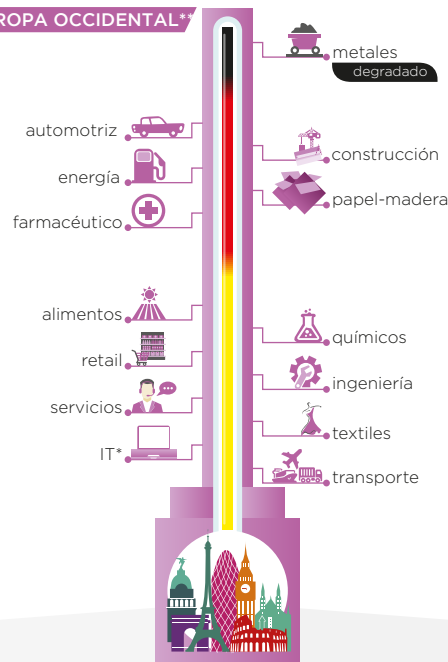 ROPA OCCIDENTAL**
metales
degradado
automotriz
construcción
energía
papel-madera
farmacéutico
alimentos
químicos
retail
ingeniería
servicios
textiles
IT*
transporte